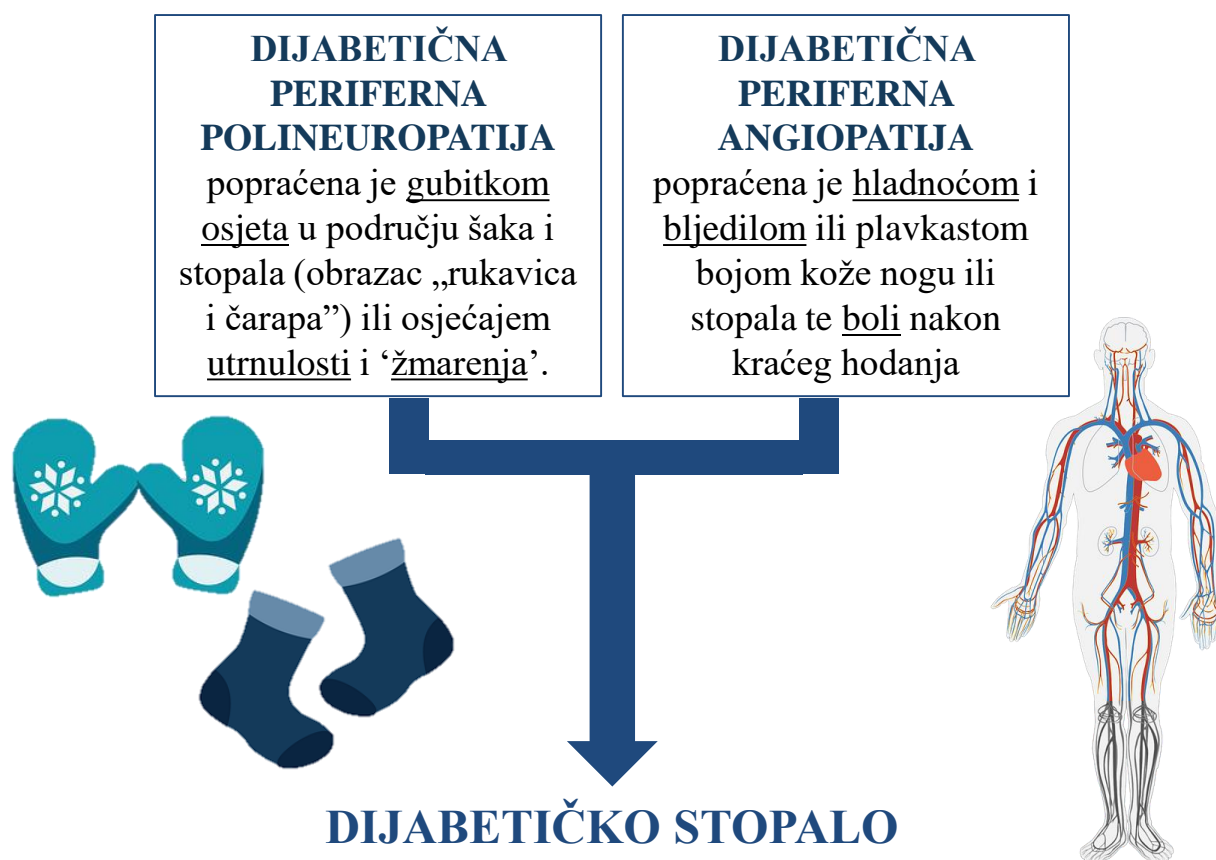 DIJABETIČNA
PERIFERNA
POLINEUROPATIJA
popraćena je gubitkom
osjeta u području šaka i
stopala (obrazac „rukavica
i čarapa”) ili osjećajem
utrnulosti i ‘žmarenja’.
DIJABETIČNA
PERIFERNA
ANGIOPATIJA
popraćena je hladnoćom i
bljedilom ili plavkastom
bojom kože nogu ili
stopala te boli nakon
kraćeg hodanja
DIJABETIČKO STOPALO